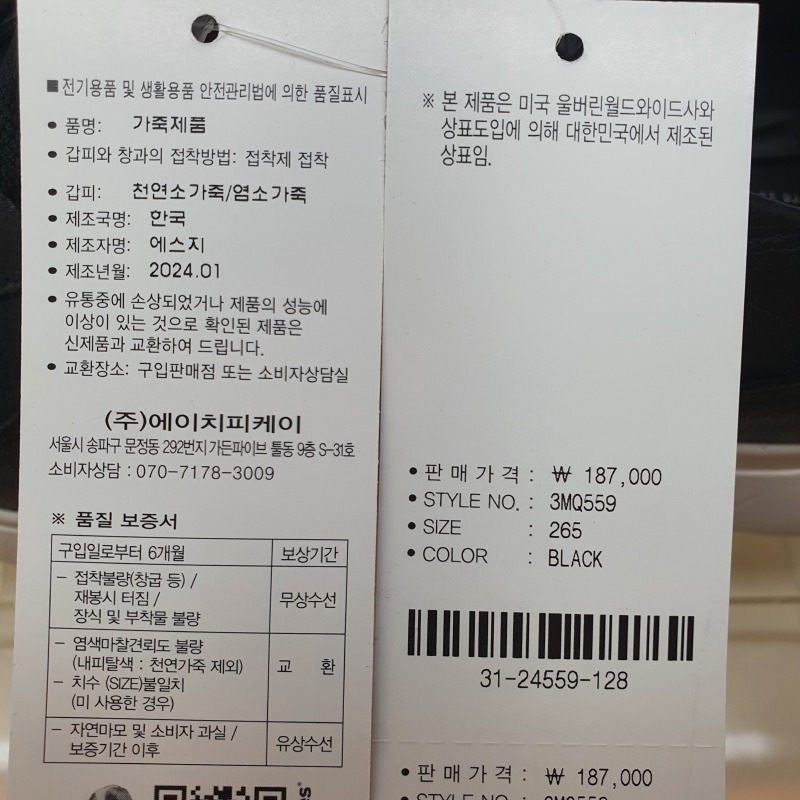 ■ 전기용품 및 생활용품 안전관리법에 의한 품질표시
• 품명: 가죽제품
• 갑피와 창과의 접착방법: 접착제 접착
• 갑피: 천연소가죽/염소가죽
• 제조국명: 한국
• 제조자명: 에스지
• 제조년월: 2024.01
• 유통중에 손상되었거나 제품의 성능에
이상이 있는 것으로 확인된 제품은
신제품과 교환하여 드립니다.
• 교환장소: 구입판매점 또는 소비자상담실
(주)에이치피케이
서울시 송파구 문정동 292번지 가든파이브 툴동 9층 S-31호
소비자상담 : 070-7178-3009
※ 품질 보증서
구입일로부터 6개월 보상기간
- 접착불량(창굽 등) /
재봉시 터짐 /
장식 및 부착물 불량
무상수선
- 염색마찰견뢰도 불량
(내피탈색 : 천연가죽 제외)
- 치수 (SIZE)불일치
(미 사용한 경우)
교 환
- 자연마모 및 소비자 과실 /
보증기간 이후
유상수선
※ 본 제품은 미국 울버린월드와이드사와
상표도입에 의해 대한민국에서 제조된
상표임.
• 판매가격 : ₩ 187,000
• STYLE NO. : 3MQ559
• SIZE : 265
• COLOR : BLACK
31-24559-128
• 판매가격 : ₩ 187,000
• STYLE NO. : 3MQ559